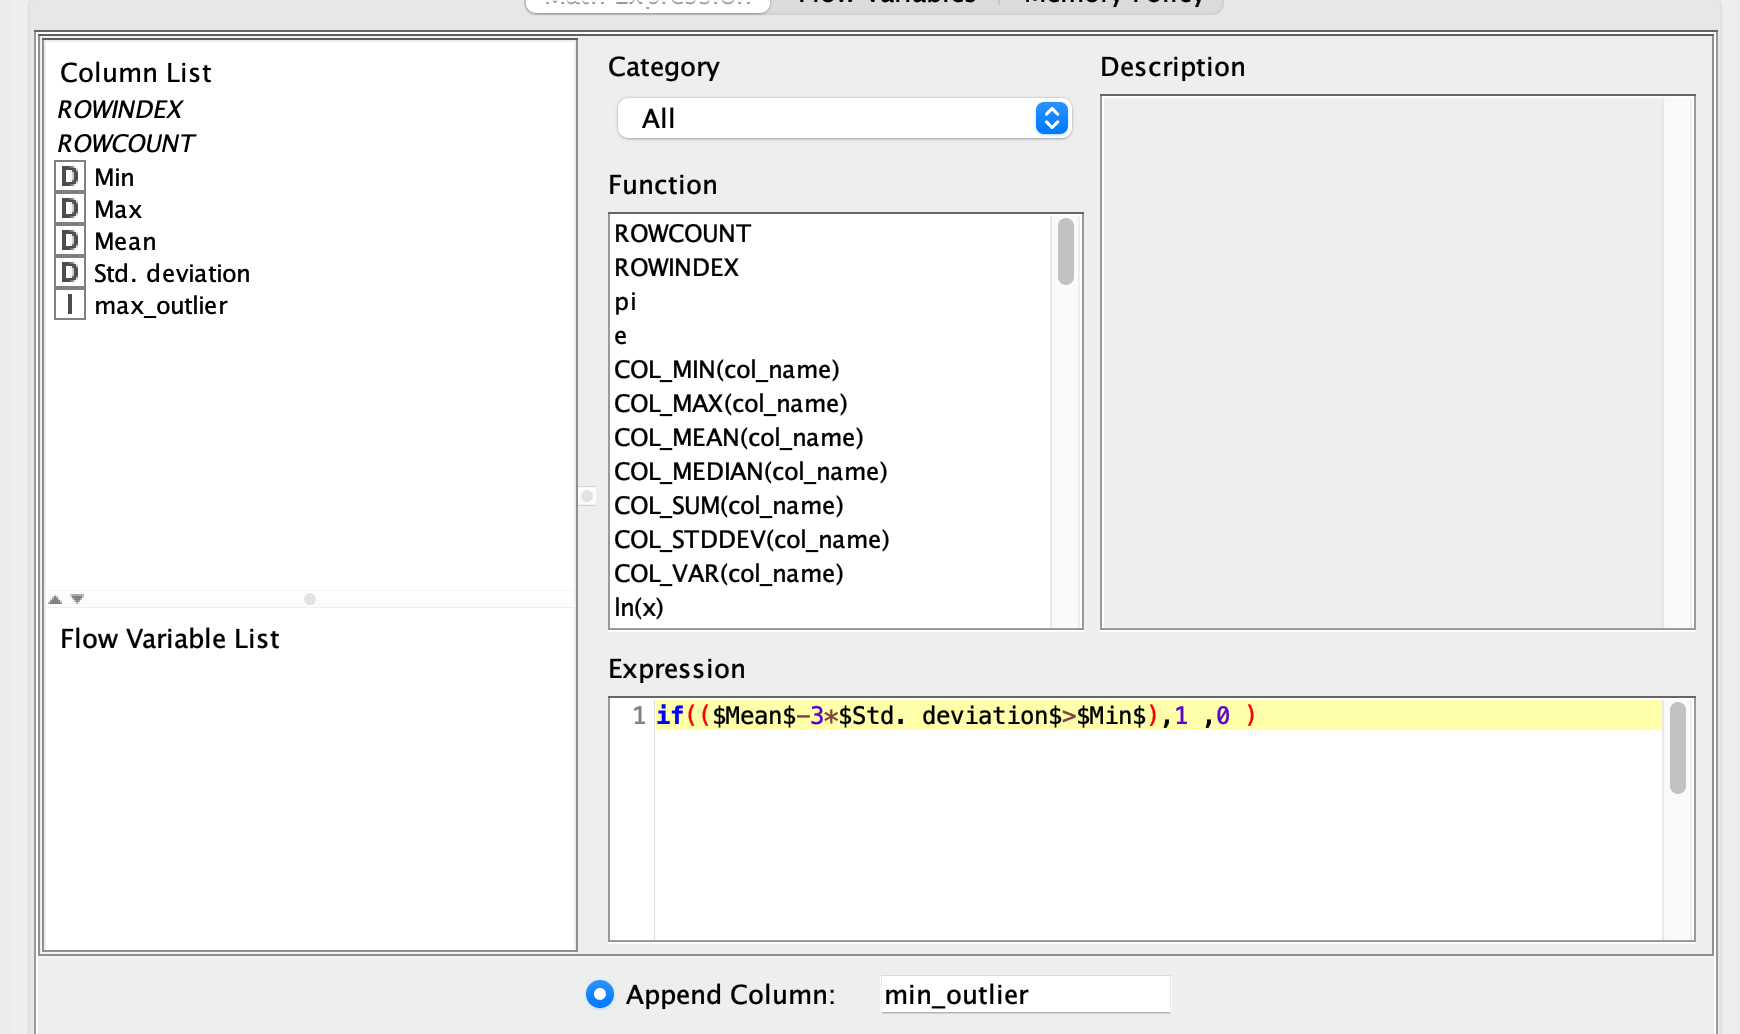 Math Expression Flow Variables Memory Policy
Column List
ROWINDEX
ROWCOUNT
D Min
D Max
D Mean
D Std. deviation
I max_outlier
Flow Variable List
Category
All
Function
ROWCOUNT
ROWINDEX
pi
e
COL_MIN(col_name)
COL_MAX(col_name)
COL_MEAN(col_name)
COL_MEDIAN(col_name)
COL_SUM(col_name)
COL_STDDEV(col_name)
COL_VAR(col_name)
ln(x)
Description
Expression
1 if(($Mean$-3*$Std. deviation$>$Min$),1 ,0 )
Append Column: min_outlier